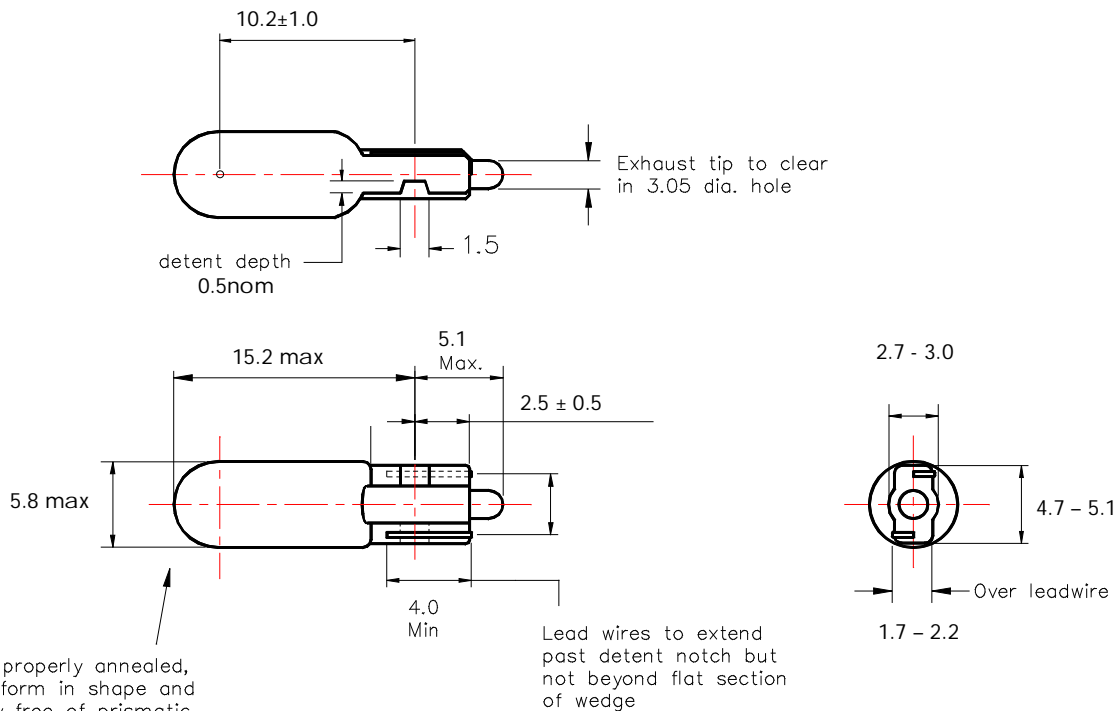 10.2±1.0
Exhaust tip to clear
in 3.05 dia. hole
1.5
detent depth
0.5nom
15.2 max
5.1
Max.
2.5 ± 0.5
2.7 - 3.0
5.8 max
4.7 – 5.1
4.0
Min
Over leadwire
1.7 – 2.2
Lead wires to extend
past detent notch but
not beyond flat section
of wedge
properly annealed,
form in shape and
free of prismatic